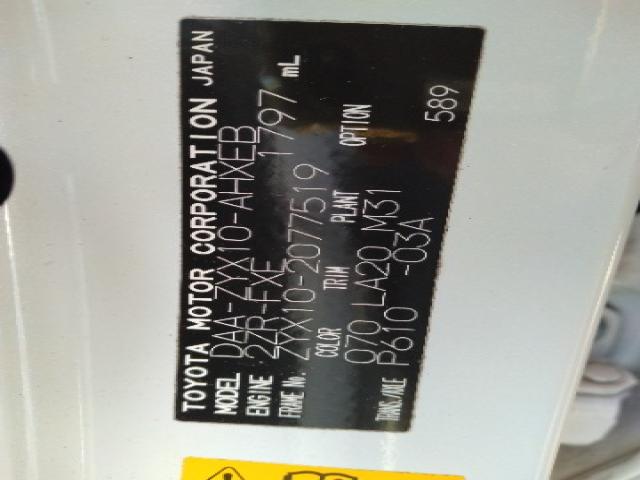 TOYOTA MOTOR CORPORATION JAPAN
MODEL DAA-ZYX10-AHXEB
ENGINE 2ZR-FXE 1797 mL
FRAME No. ZYX10-2077519
COLOR TRIM PLANT OPTION
070 LA20 M31
TRANS./AXLE P610 -03A
589